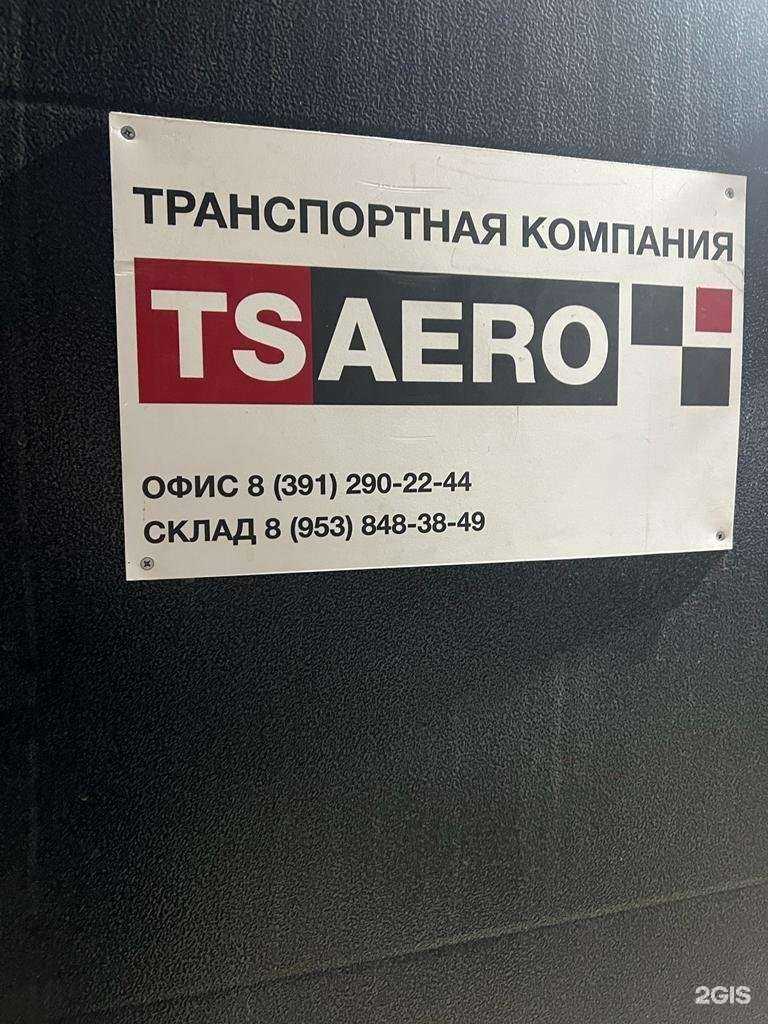 ТРАНСПОРТНАЯ КОМПАНИЯ
TSAERO
ОФИС 8 (391) 290-22-44
СКЛАД 8 (953) 848-38-49
2GIS